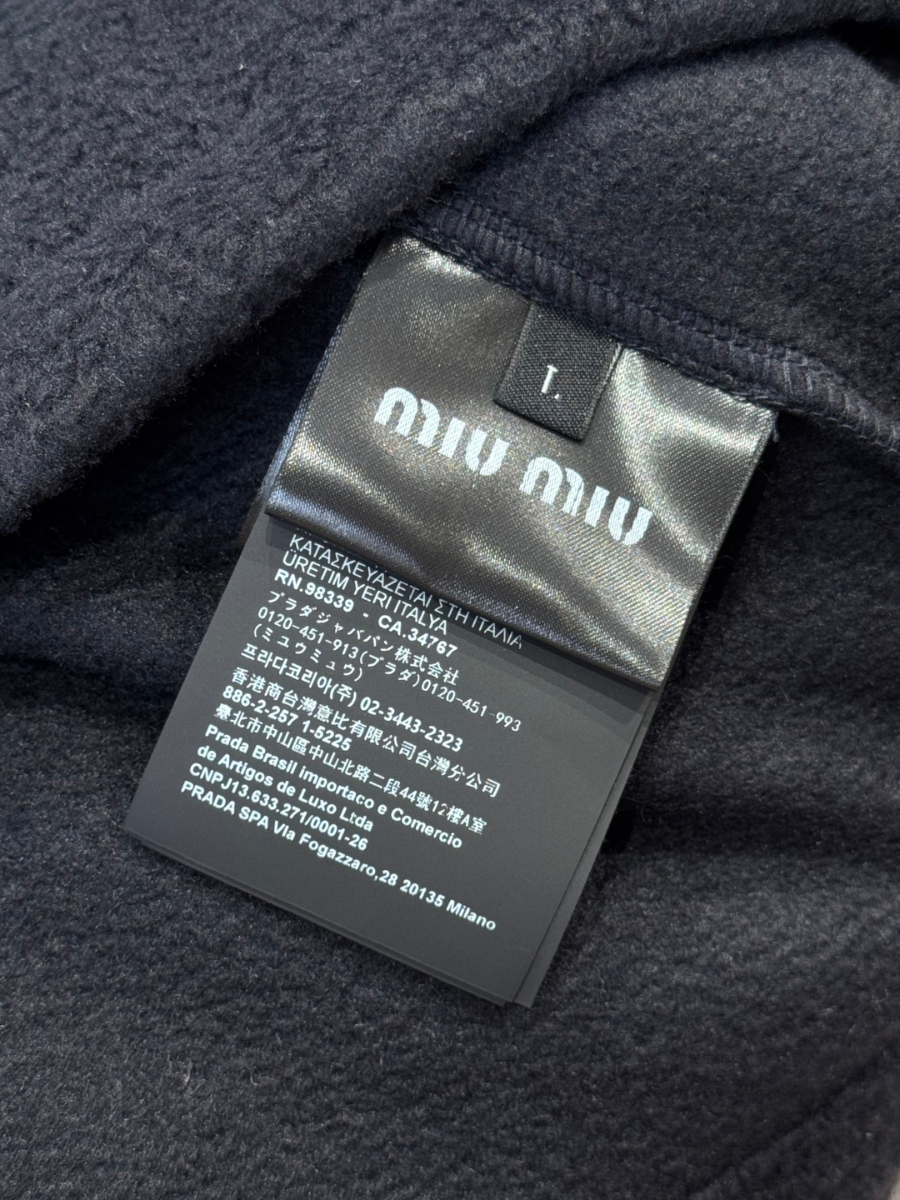 L
miu miu
ΚΑΤΑΣΚΕΥΑΖΕΤΑΙ ΣΤΗ ΙΤΑΛΙΑ
ÜRETIM YERI ITALYA
RN.98339 - CA.34767
プラダジャババン株式会社
0120-451-913(プラダ)0120-451-993
(ミュウミュウ)
프라다코리아(주) 02-3443-2323
香港商台灣意比有限公司台灣分公司
886-2-257 1-5225
臺北市中山區中山北路二段44號12樓A室
Prada Brasil importaco e Comercio
de Artigos de Luxo Ltda
CNPJ13.633.271/0001-26
PRADA SPA Via Fogazzaro,28 20135 Milano